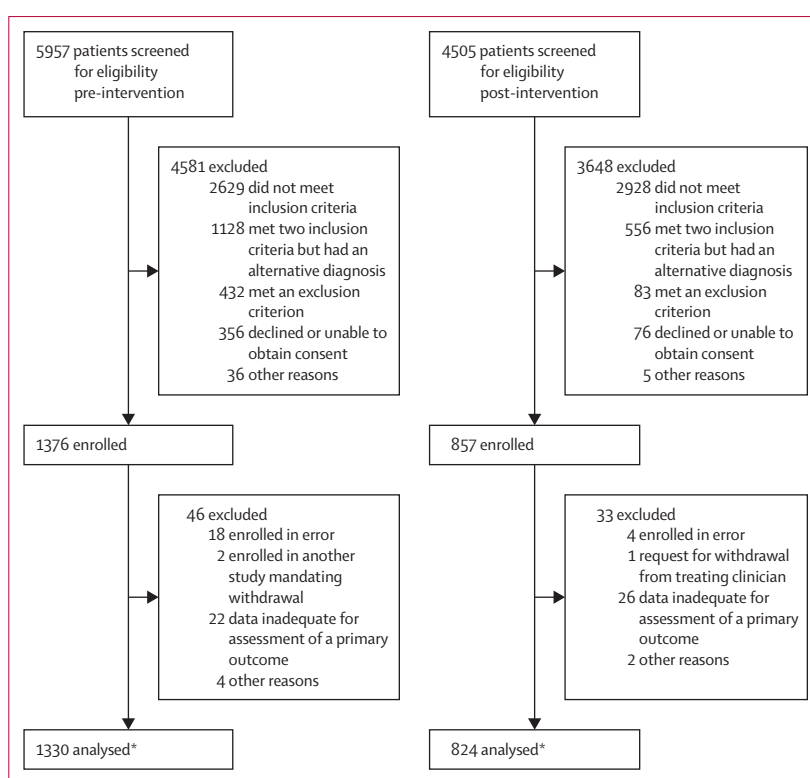 5957 patients screened
for eligibility
pre-intervention
4581 excluded
2629 did not meet
inclusion criteria
1128 met two inclusion
criteria but had an
alternative diagnosis
432 met an exclusion
criterion
356 declined or unable to
obtain consent
36 other reasons
1376 enrolled
46 excluded
18 enrolled in error
2 enrolled in another
study mandating
withdrawal
22 data inadequate for
assessment of a primary
outcome
4 other reasons
1330 analysed*
4505 patients screened
for eligibility
post-intervention
3648 excluded
2928 did not meet
inclusion criteria
556 met two inclusion
criteria but had an
alternative diagnosis
83 met an exclusion
criterion
76 declined or unable to
obtain consent
5 other reasons
857 enrolled
33 excluded
4 enrolled in error
1 request for withdrawal
from treating clinician
26 data inadequate for
assessment of a primary
outcome
2 other reasons
824 analysed*